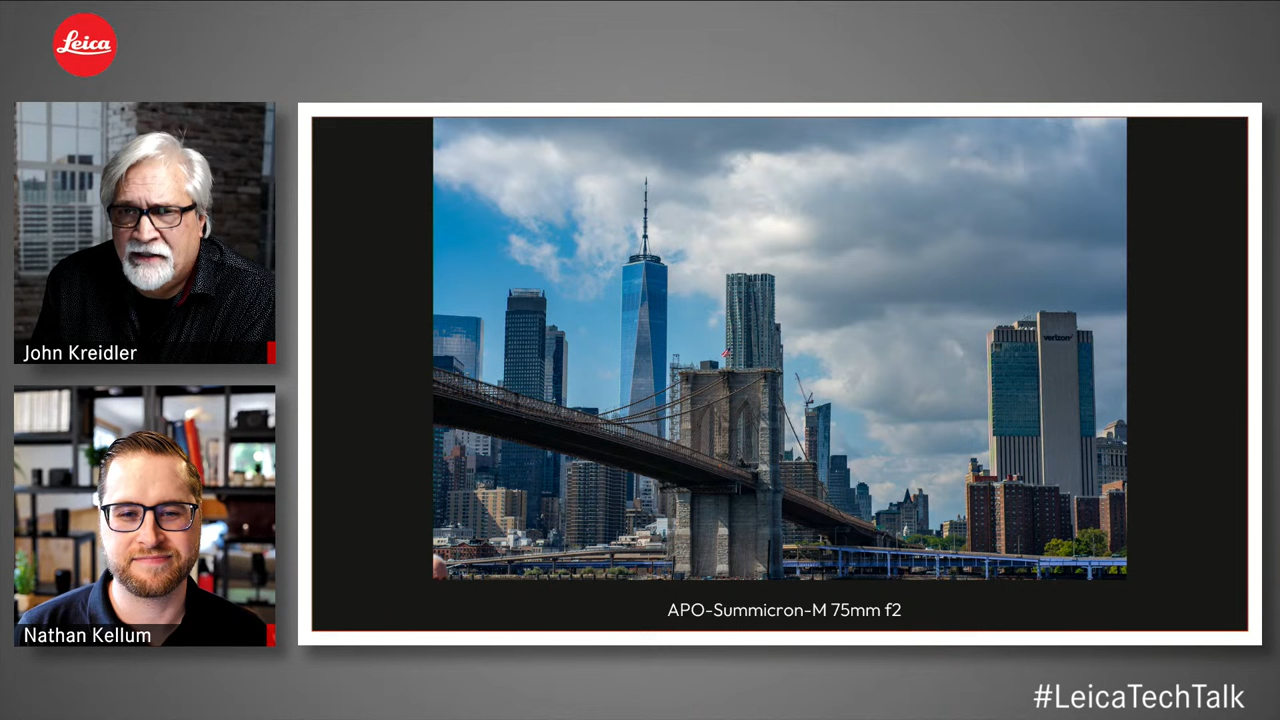 Leica
John Kreidler
Nathan Kellum
verizon
APO-Summicron-M 75mm f2
#LeicaTechTalk